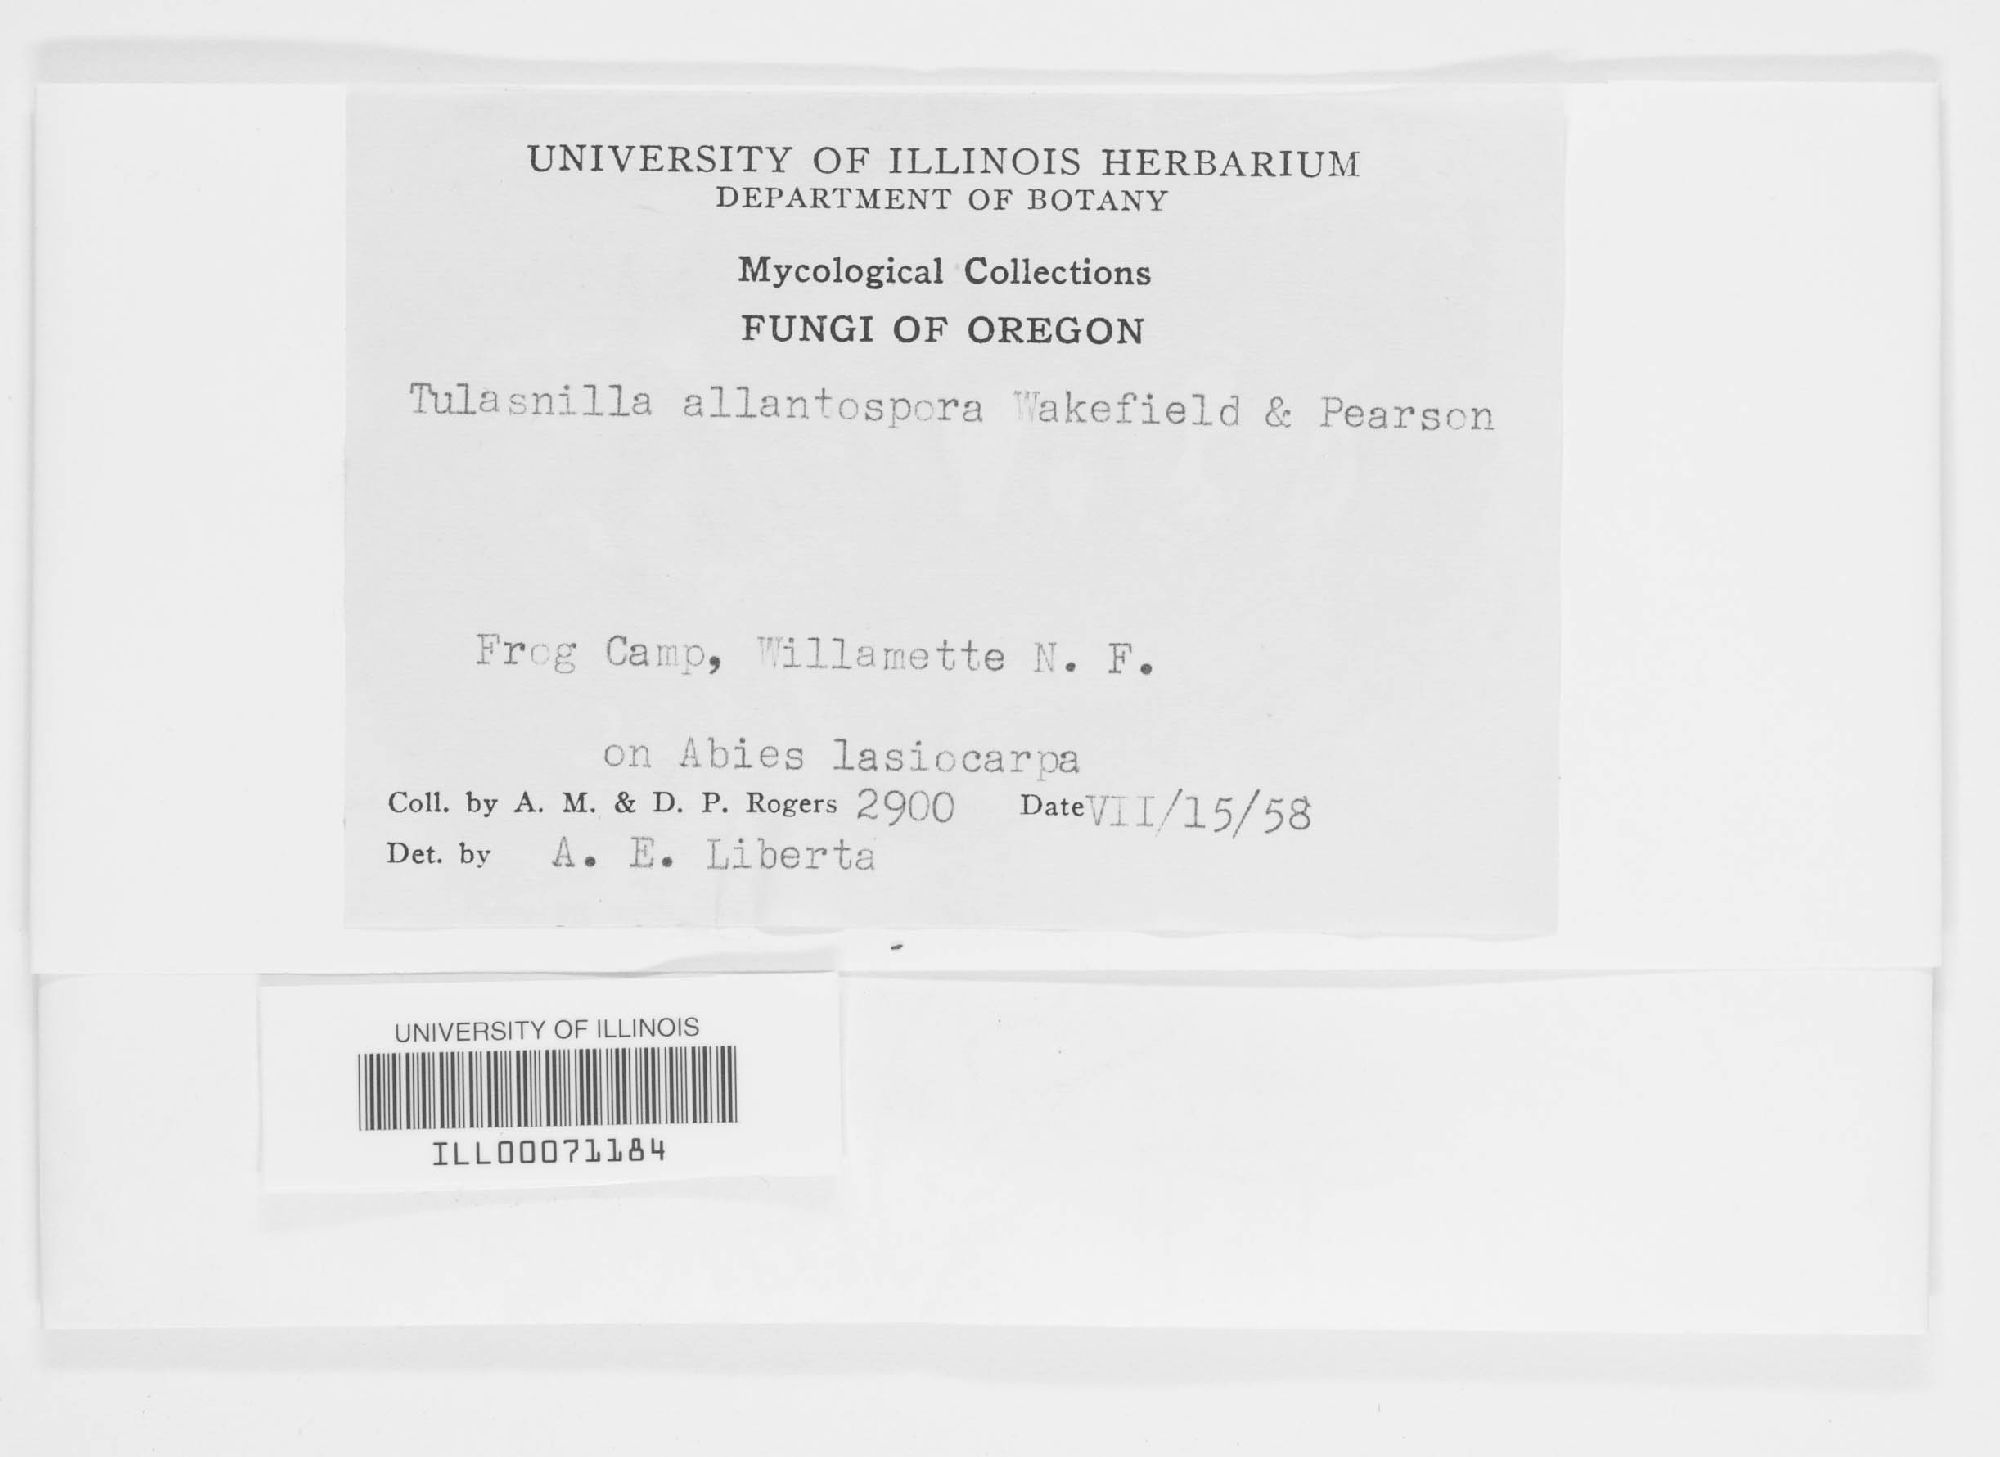 UNIVERSITY OF ILLINOIS HERBARIUM
DEPARTMENT OF BOTANY
Mycological Collections
FUNGI OF OREGON
Tulasnilla allantospora Wakefield & Pearson
Frog Camp, Willamette N. F.
on Abies lasiocarpa
Coll. by A. M. & D. P. Rogers 2900 Date VII/15/58
Det. by A. E. Liberta
UNIVERSITY OF ILLINOIS
ILL00071184